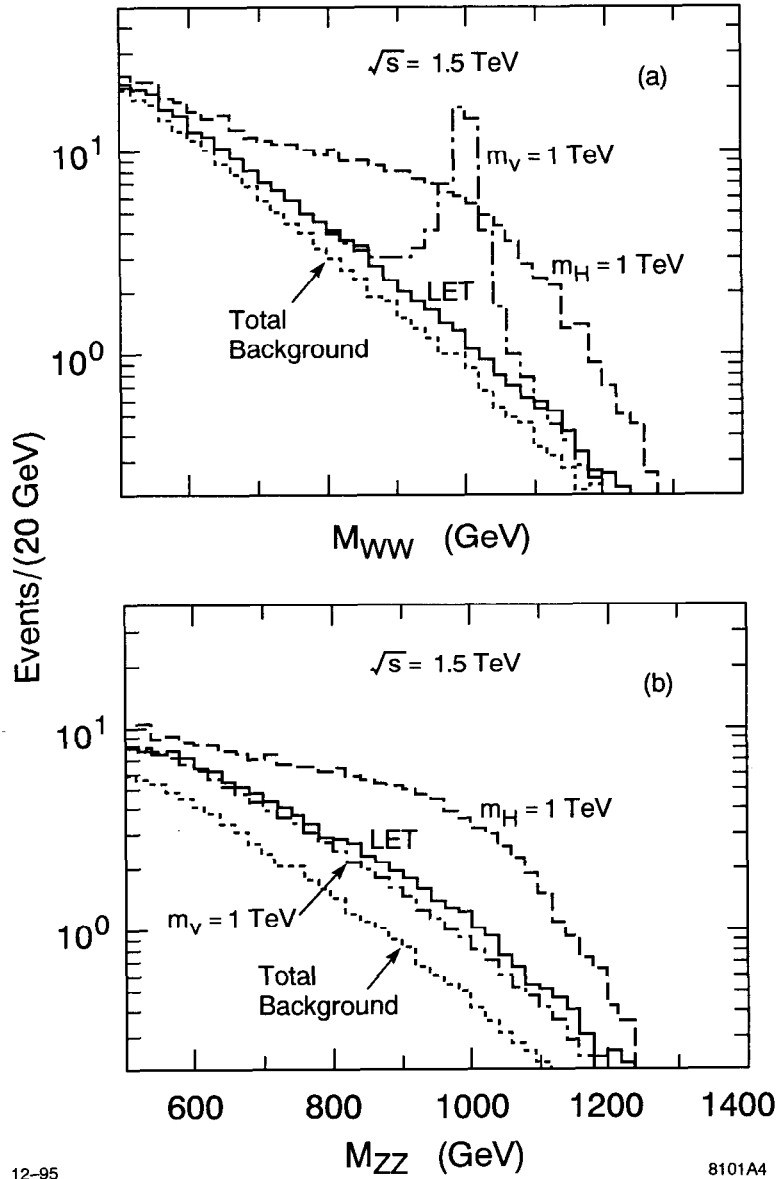 √s = 1.5 TeV
(a)
10¹
m_V = 1 TeV
m_H = 1 TeV
LET
Total
Background
10⁰
M_WW (GeV)
Events/(20 GeV)
√s = 1.5 TeV
(b)
10¹
m_H = 1 TeV
LET
m_V = 1 TeV
10⁰
Total
Background
600 800 1000 1200 1400
M_ZZ (GeV)
12–95
8101A4